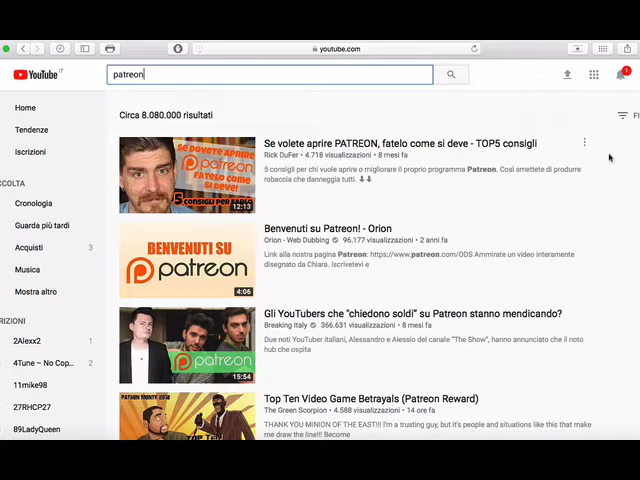 youtube.com
YouTube IT
patreon
1
Home
Tendenze
Iscrizioni
CCOLTA
Cronologia
Guarda più tardi
Acquisti 3
Musica
Mostra altro
RIZIONI
2Alexx2 1
4Tune – No Cop... 2
11mike98
27RHCP27
89LadyQueen
Circa 8.080.000 risultati
FI
SE DOVETE APRIRE
patreon
FATELO COME
SI DEVE!
5 CONSIGLI PER FARLO
12:13
Se volete aprire PATREON, fatelo come si deve - TOP5 consigli
Rick DuFer • 4.718 visualizzazioni • 8 mesi fa
5 consigli per chi vuole aprire o migliorare il proprio programma Patreon. Così smettete di produrre
robaccia che danneggia tutti. ⬇⬇
BENVENUTI SU
patreon
4:06
Benvenuti su Patreon! - Orion
Orion - Web Dubbing • 96.177 visualizzazioni • 2 anni fa
Link alla nostra pagina Patreon: https://www.patreon.com/ODS Ammirate un video interamente
disegnato da Chiara. Iscrivetevi e
patreon
15:54
Gli YouTubers che "chiedono soldi" su Patreon stanno mendicando?
Breaking Italy • 366.631 visualizzazioni • 8 mesi fa
Due noti YouTuber italiani, Alessandro e Alessio del canale "The Show", hanno annunciato che il noto
hub che ospita
PATREON MONTH 2018
TOP TEN
Top Ten Video Game Betrayals (Patreon Reward)
The Green Scorpion • 4.588 visualizzazioni • 14 ore fa
THANK YOU MINION OF THE EAST!! I'm a trusting guy, but it's people and situations like this that make
me draw the line!!! Become